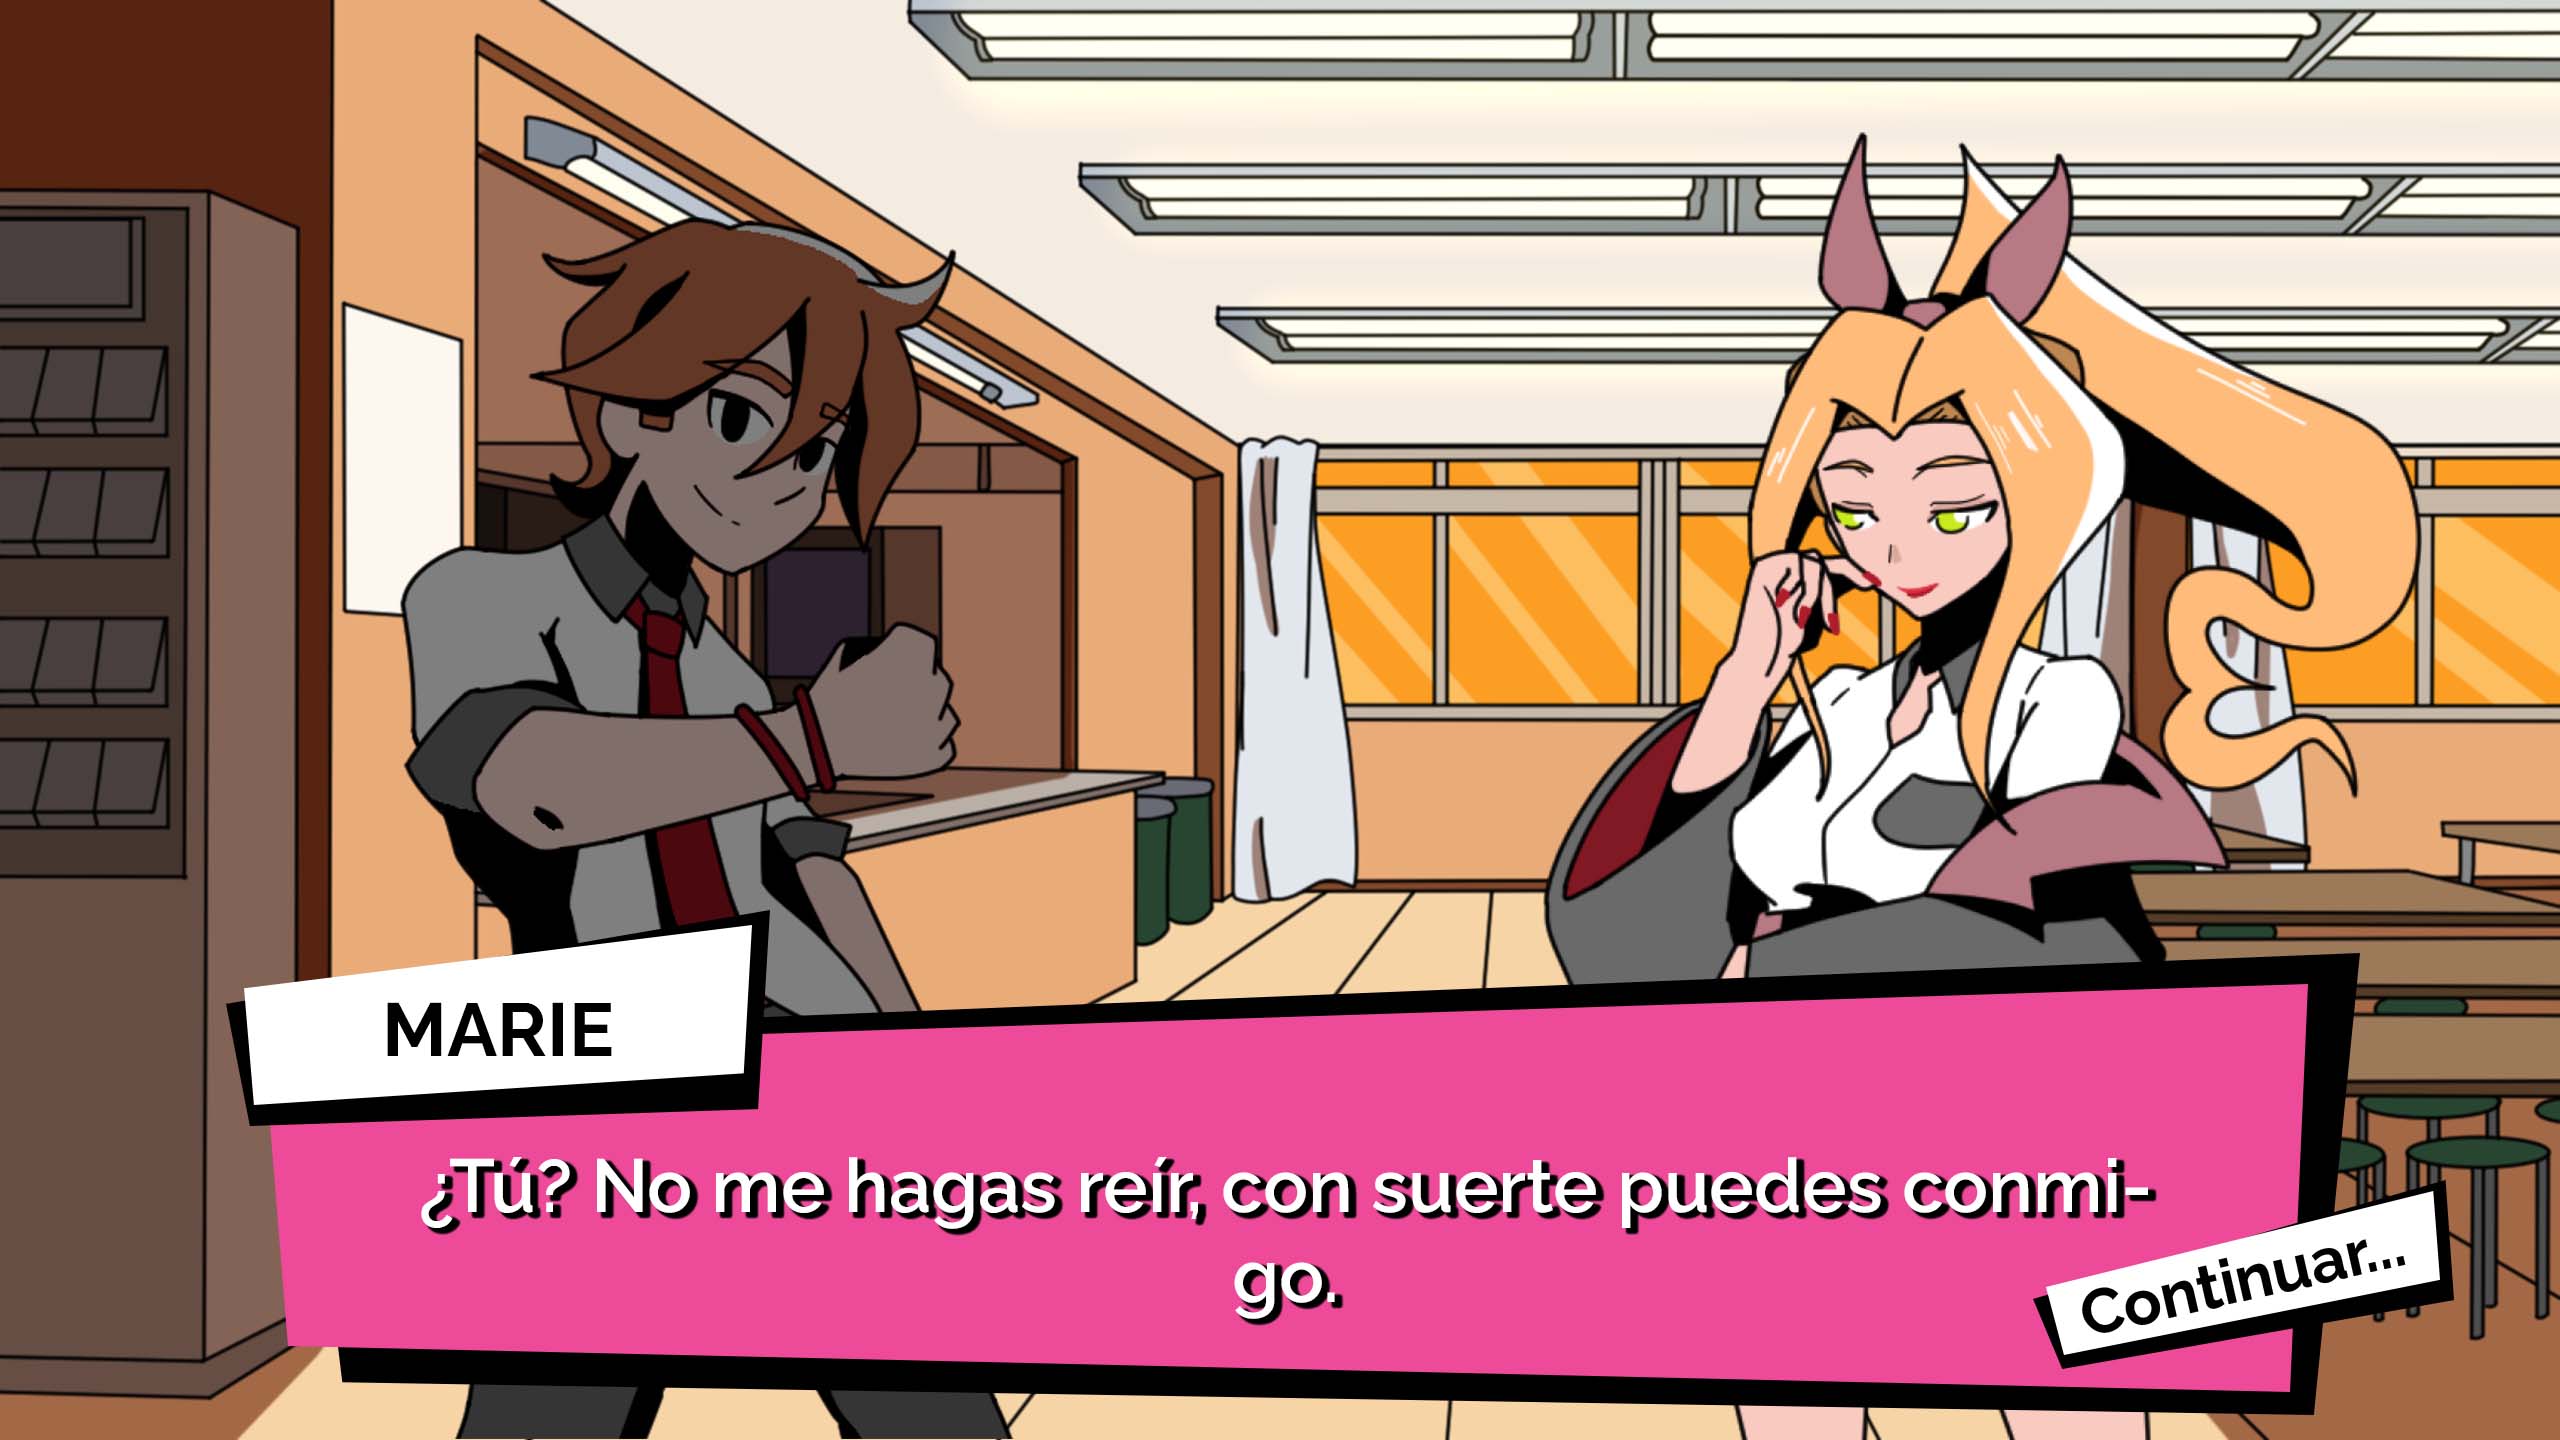 MARIE
¿Tú? No me hagas reír, con suerte puedes conmi-
go.
Continuar...